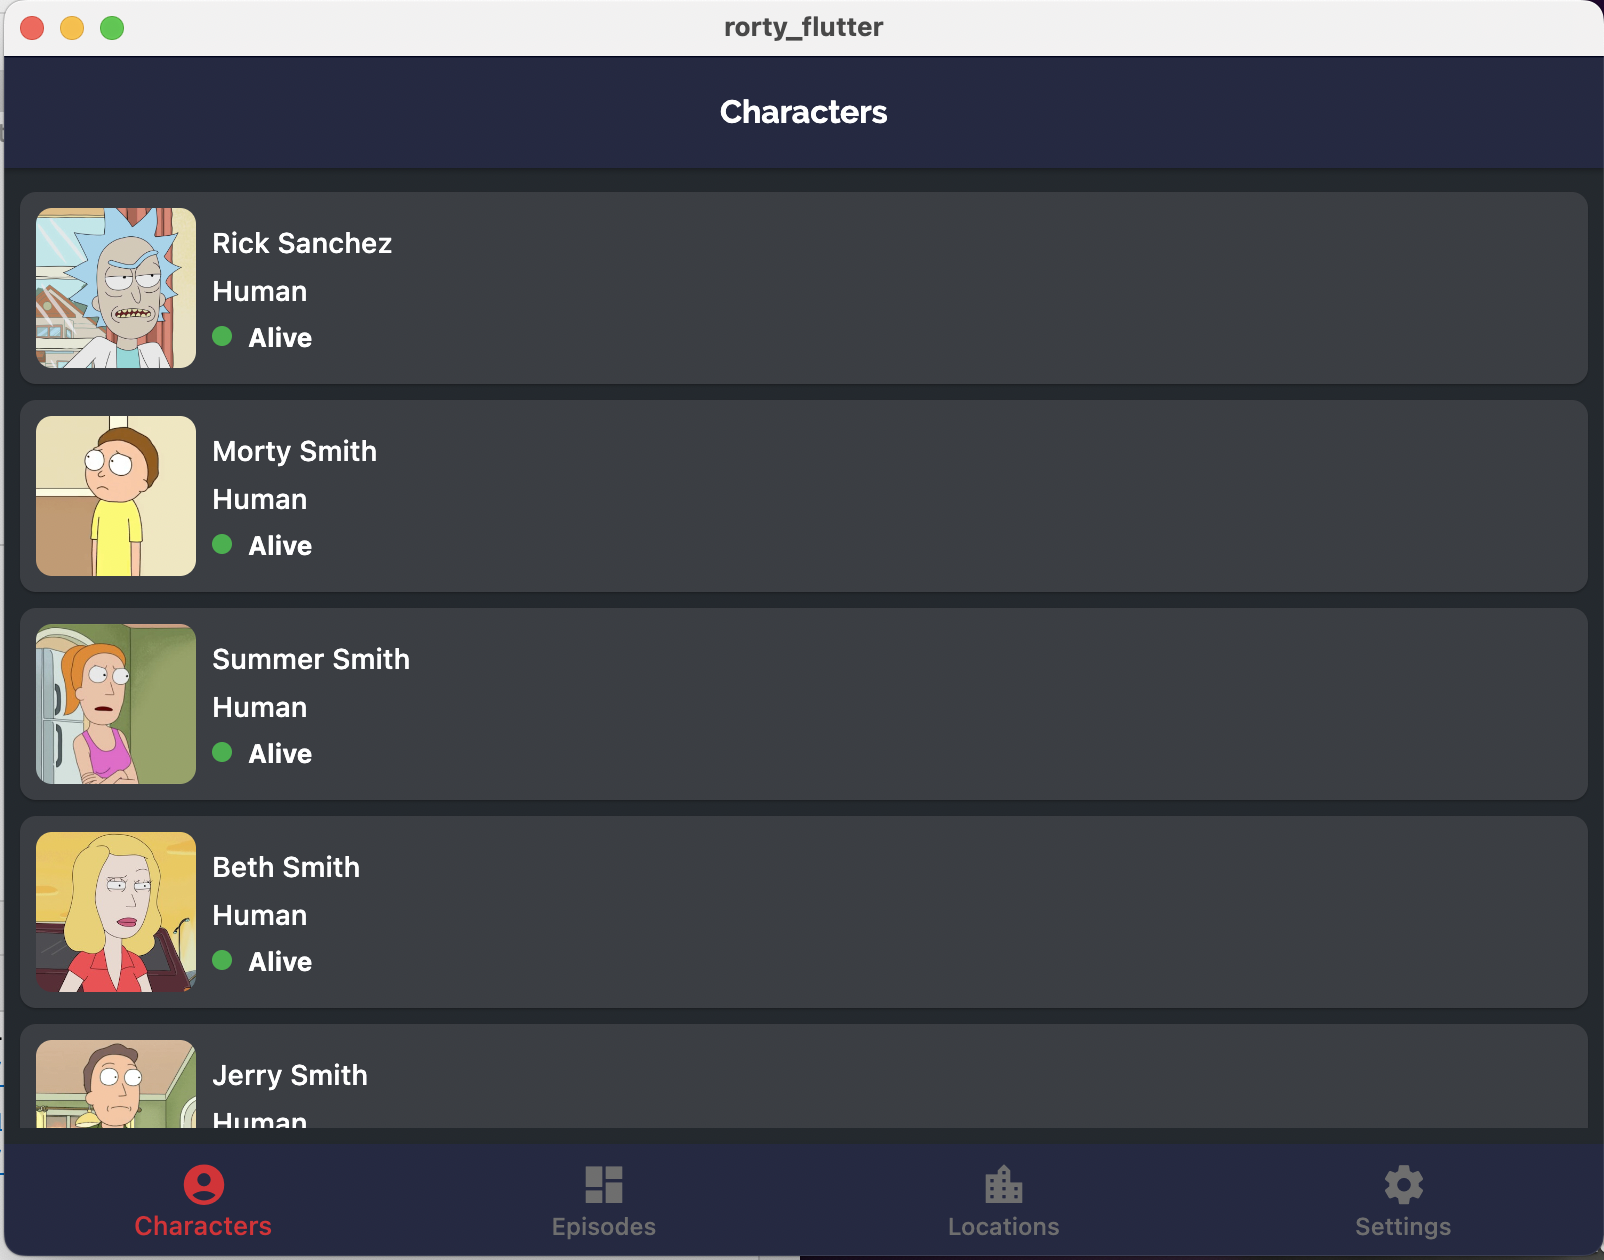 rorty_flutter
Characters
Rick Sanchez
Human
Alive
Morty Smith
Human
Alive
Summer Smith
Human
Alive
Beth Smith
Human
Alive
Jerry Smith
Human
Characters
Episodes
Locations
Settings